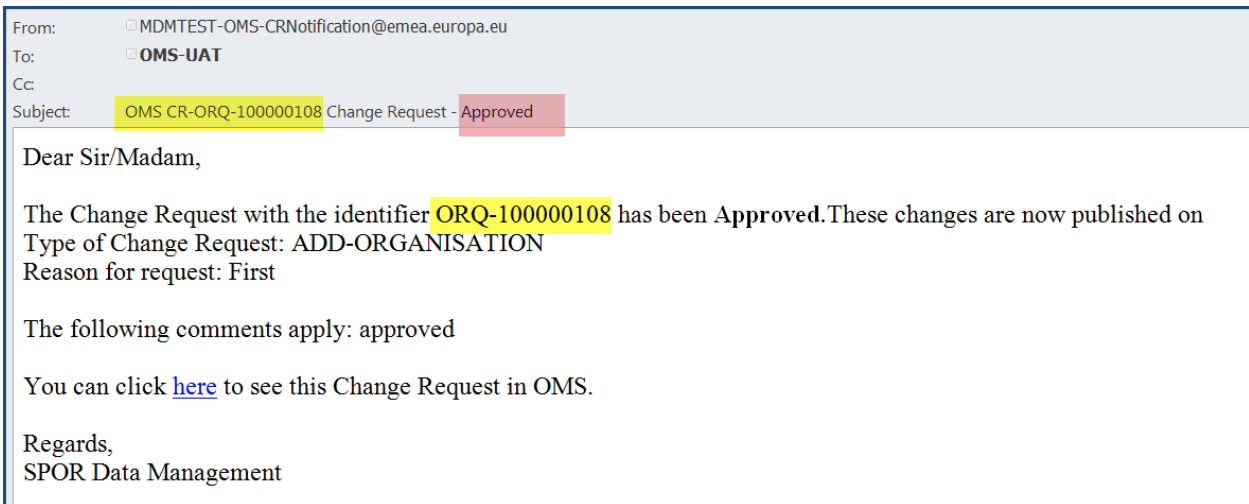 From: MDMTEST-OMS-CRNotification@emea.europa.eu
To: OMS-UAT
Cc:
Subject: OMS CR-ORQ-100000108 Change Request - Approved
Dear Sir/Madam,
The Change Request with the identifier ORQ-100000108 has been Approved.These changes are now published on
Type of Change Request: ADD-ORGANISATION
Reason for request: First
The following comments apply: approved
You can click here to see this Change Request in OMS.
Regards,
SPOR Data Management